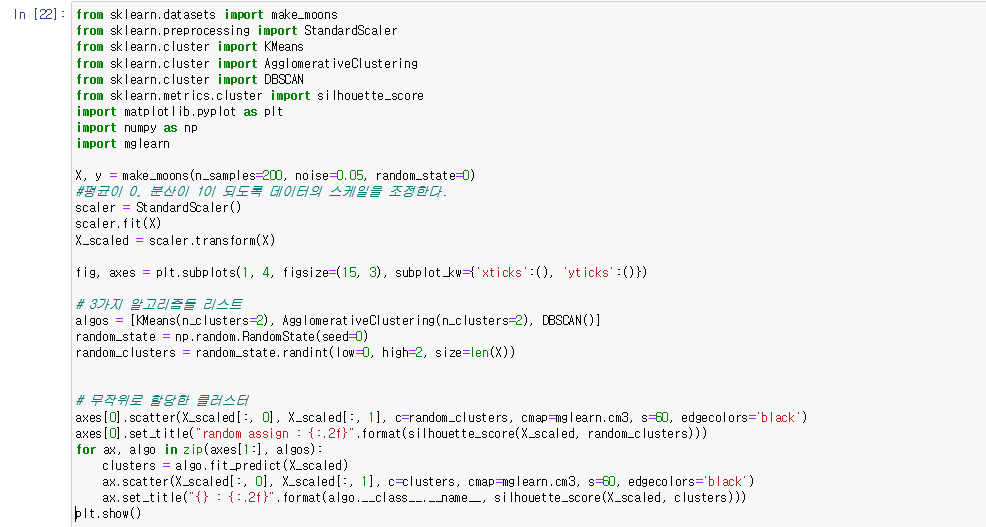 In [22]:
from sklearn.datasets import make_moons
from sklearn.preprocessing import StandardScaler
from sklearn.cluster import KMeans
from sklearn.cluster import AgglomerativeClustering
from sklearn.cluster import DBSCAN
from sklearn.metrics.cluster import silhouette_score
import matplotlib.pyplot as plt
import numpy as np
import mglearn
X, y = make_moons(n_samples=200, noise=0.05, random_state=0)
#평균이 0, 분산이 1이 되도록 데이터의 스케일를 조정한다.
scaler = StandardScaler()
scaler.fit(X)
X_scaled = scaler.transform(X)
fig, axes = plt.subplots(1, 4, figsize=(15, 3), subplot_kw={'xticks':(), 'yticks':()})
# 3가지 알고리즘들 리스트
algos = [KMeans(n_clusters=2), AgglomerativeClustering(n_clusters=2), DBSCAN()]
random_state = np.random.RandomState(seed=0)
random_clusters = random_state.randint(low=0, high=2, size=len(X))
# 무작위로 할당한 클러스터
axes[0].scatter(X_scaled[:, 0], X_scaled[:, 1], c=random_clusters, cmap=mglearn.cm3, s=60, edgecolors='black')
axes[0].set_title("random assign : {:.2f}".format(silhouette_score(X_scaled, random_clusters)))
for ax, algo in zip(axes[1:], algos):
    clusters = algo.fit_predict(X_scaled)
    ax.scatter(X_scaled[:, 0], X_scaled[:, 1], c=clusters, cmap=mglearn.cm3, s=60, edgecolors='black')
    ax.set_title("{} : {:.2f}".format(algo.__class__.__name__, silhouette_score(X_scaled, clusters)))
plt.show()